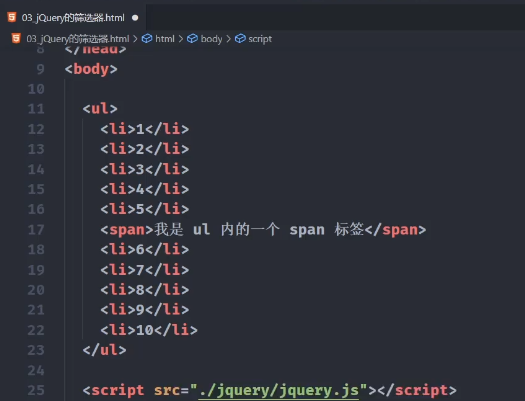 03_jQuery的筛选器.html
03_jQuery的筛选器.html > html > body > script
8 </head>
9 <body>
10
11 <ul>
12 <li>1</li>
13 <li>2</li>
14 <li>3</li>
15 <li>4</li>
16 <li>5</li>
17 <span>我是 ul 内的一个 span 标签</span>
18 <li>6</li>
19 <li>7</li>
20 <li>8</li>
21 <li>9</li>
22 <li>10</li>
23 </ul>
24
25 <script src="./jquery/jquery.js"></script>